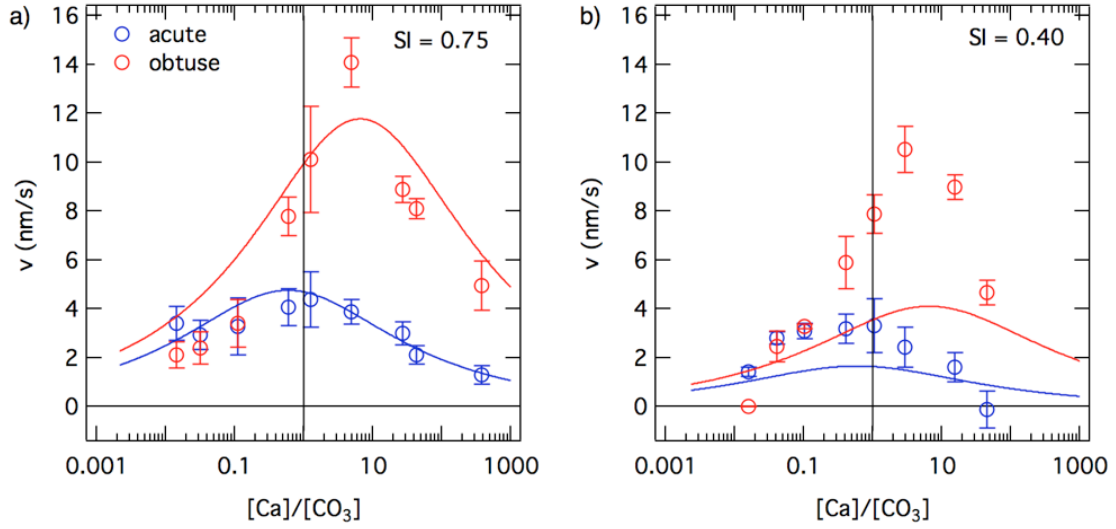 a)
16
14
12
10
8
6
4
2
0
v (nm/s)
acute
obtuse
SI = 0.75
0.001
0.1
10
1000
[Ca]/[CO₃]
b)
16
14
12
10
8
6
4
2
0
v (nm/s)
SI = 0.40
0.001
0.1
10
1000
[Ca]/[CO₃]